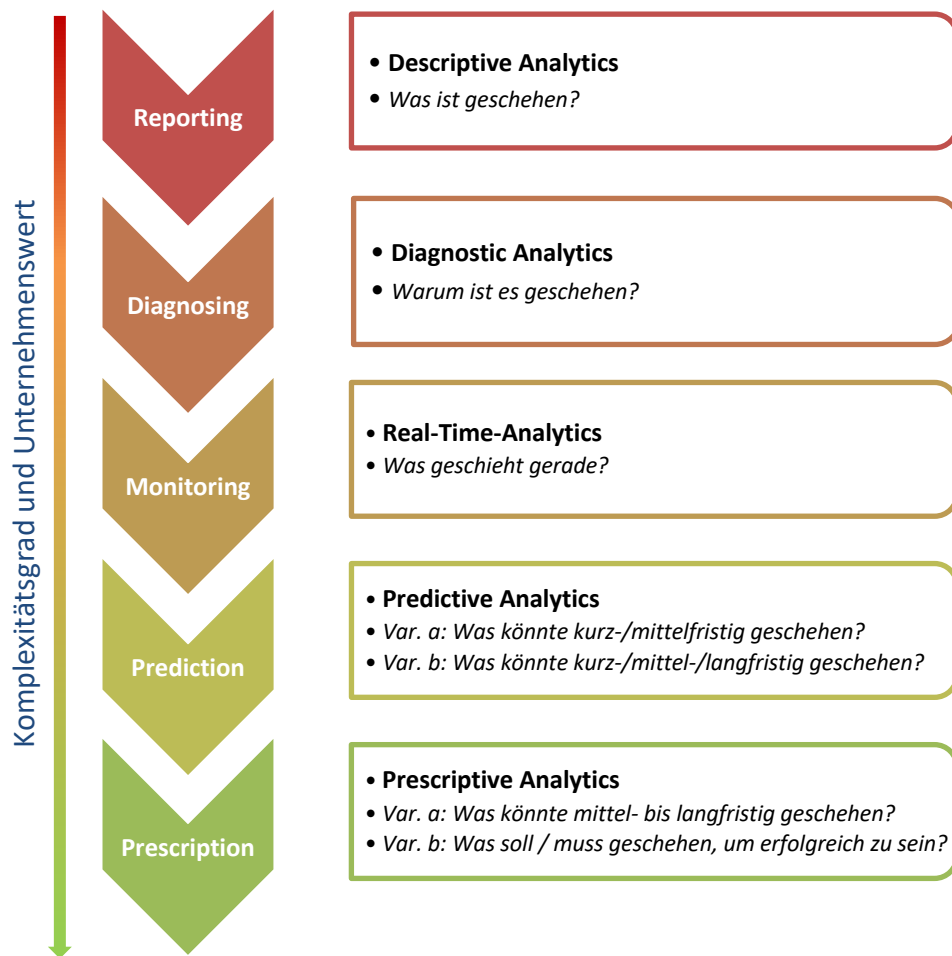 Komplexitätsgrad und Unternehmenswert
Reporting
• Descriptive Analytics
• Was ist geschehen?
Diagnosing
• Diagnostic Analytics
• Warum ist es geschehen?
Monitoring
• Real-Time-Analytics
• Was geschieht gerade?
Prediction
• Predictive Analytics
• Var. a: Was könnte kurz-/mittelfristig geschehen?
• Var. b: Was könnte kurz-/mittel-/langfristig geschehen?
Prescription
• Prescriptive Analytics
• Var. a: Was könnte mittel- bis langfristig geschehen?
• Var. b: Was soll / muss geschehen, um erfolgreich zu sein?